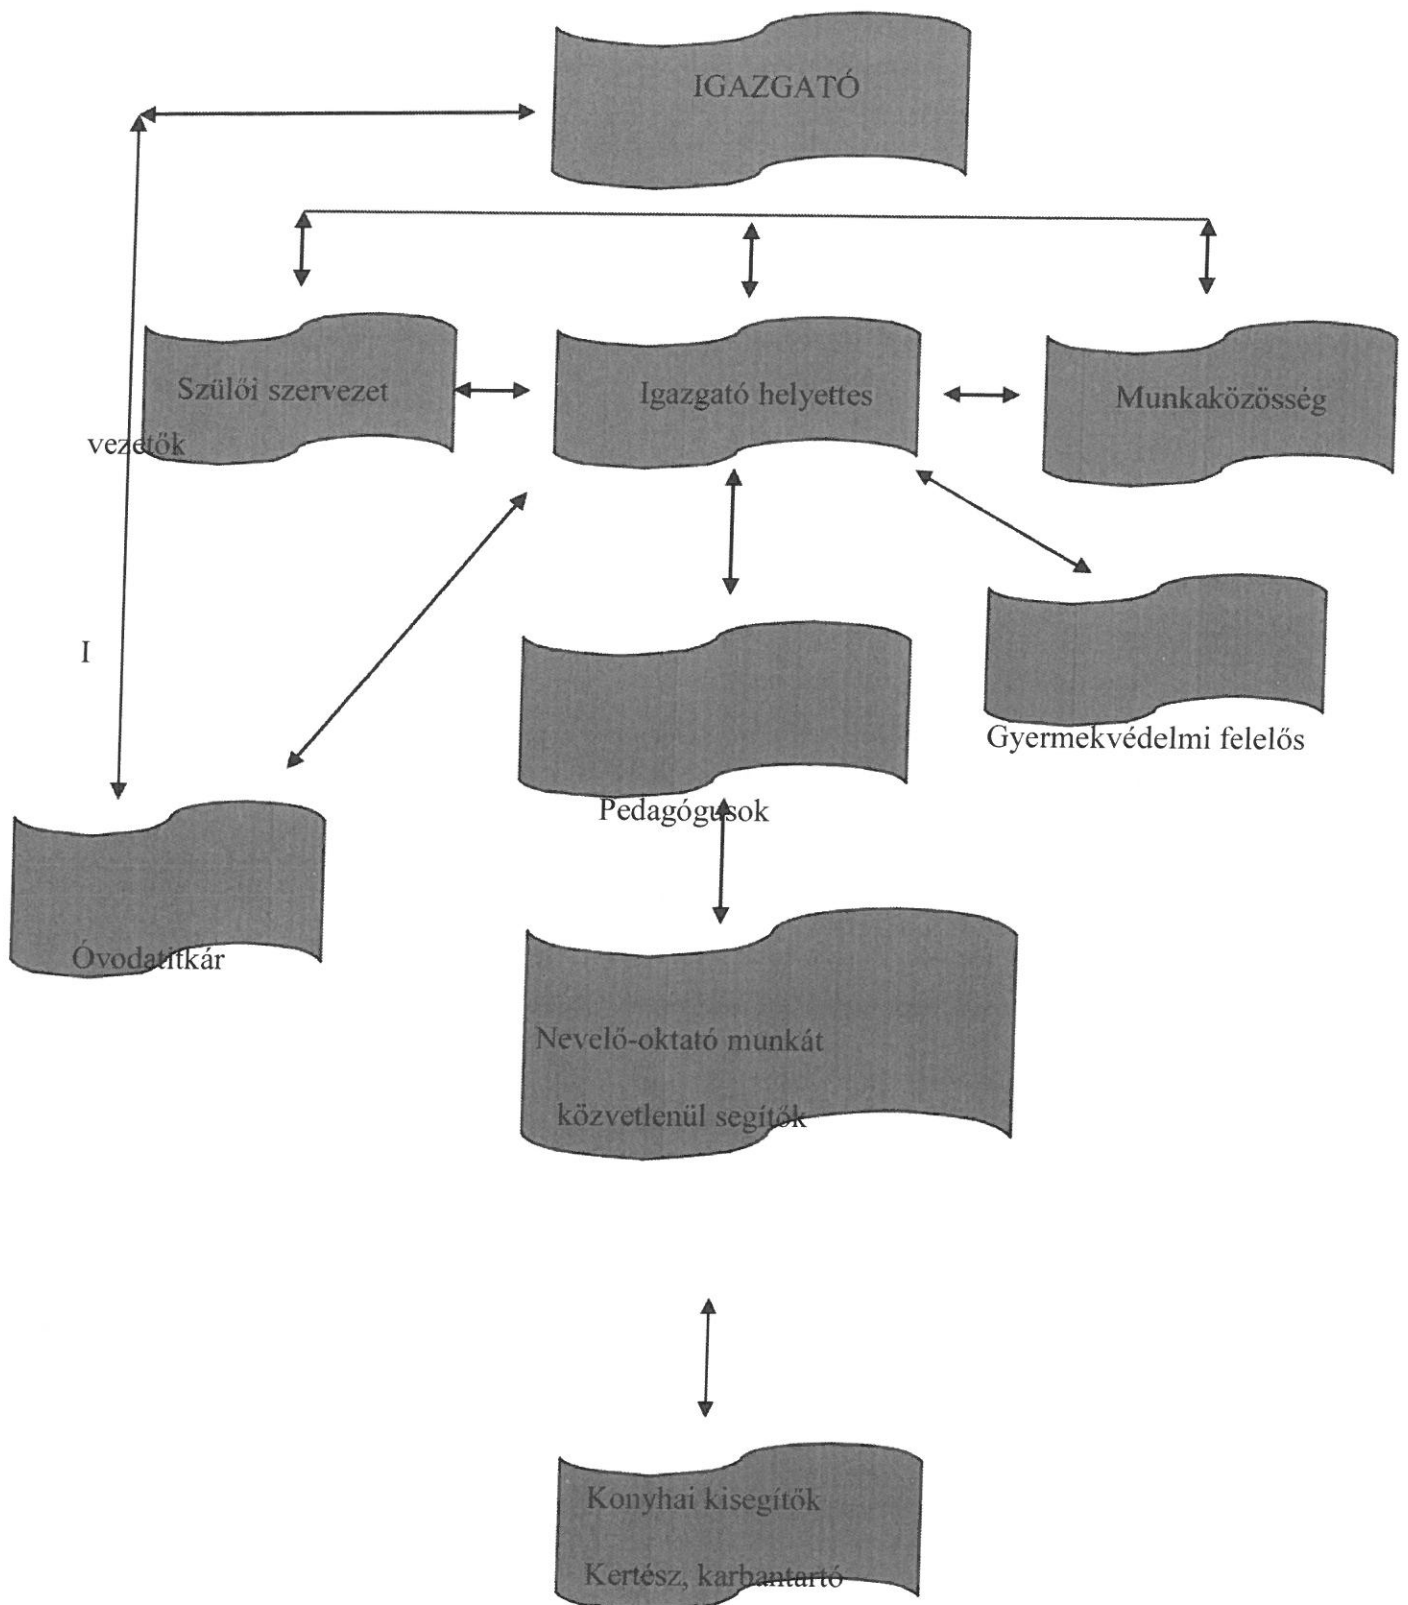 IGAZGATÓ
Szülői szervezet
Igazgató helyettes
Munkaközösség
vezetők
I
Gyermekvédelmi felelős
Pedagógusok
Óvodatitkár
Nevelő-oktató munkát
közvetlenül segítők
Konyhai kisegítők
Kertész, karbantartó